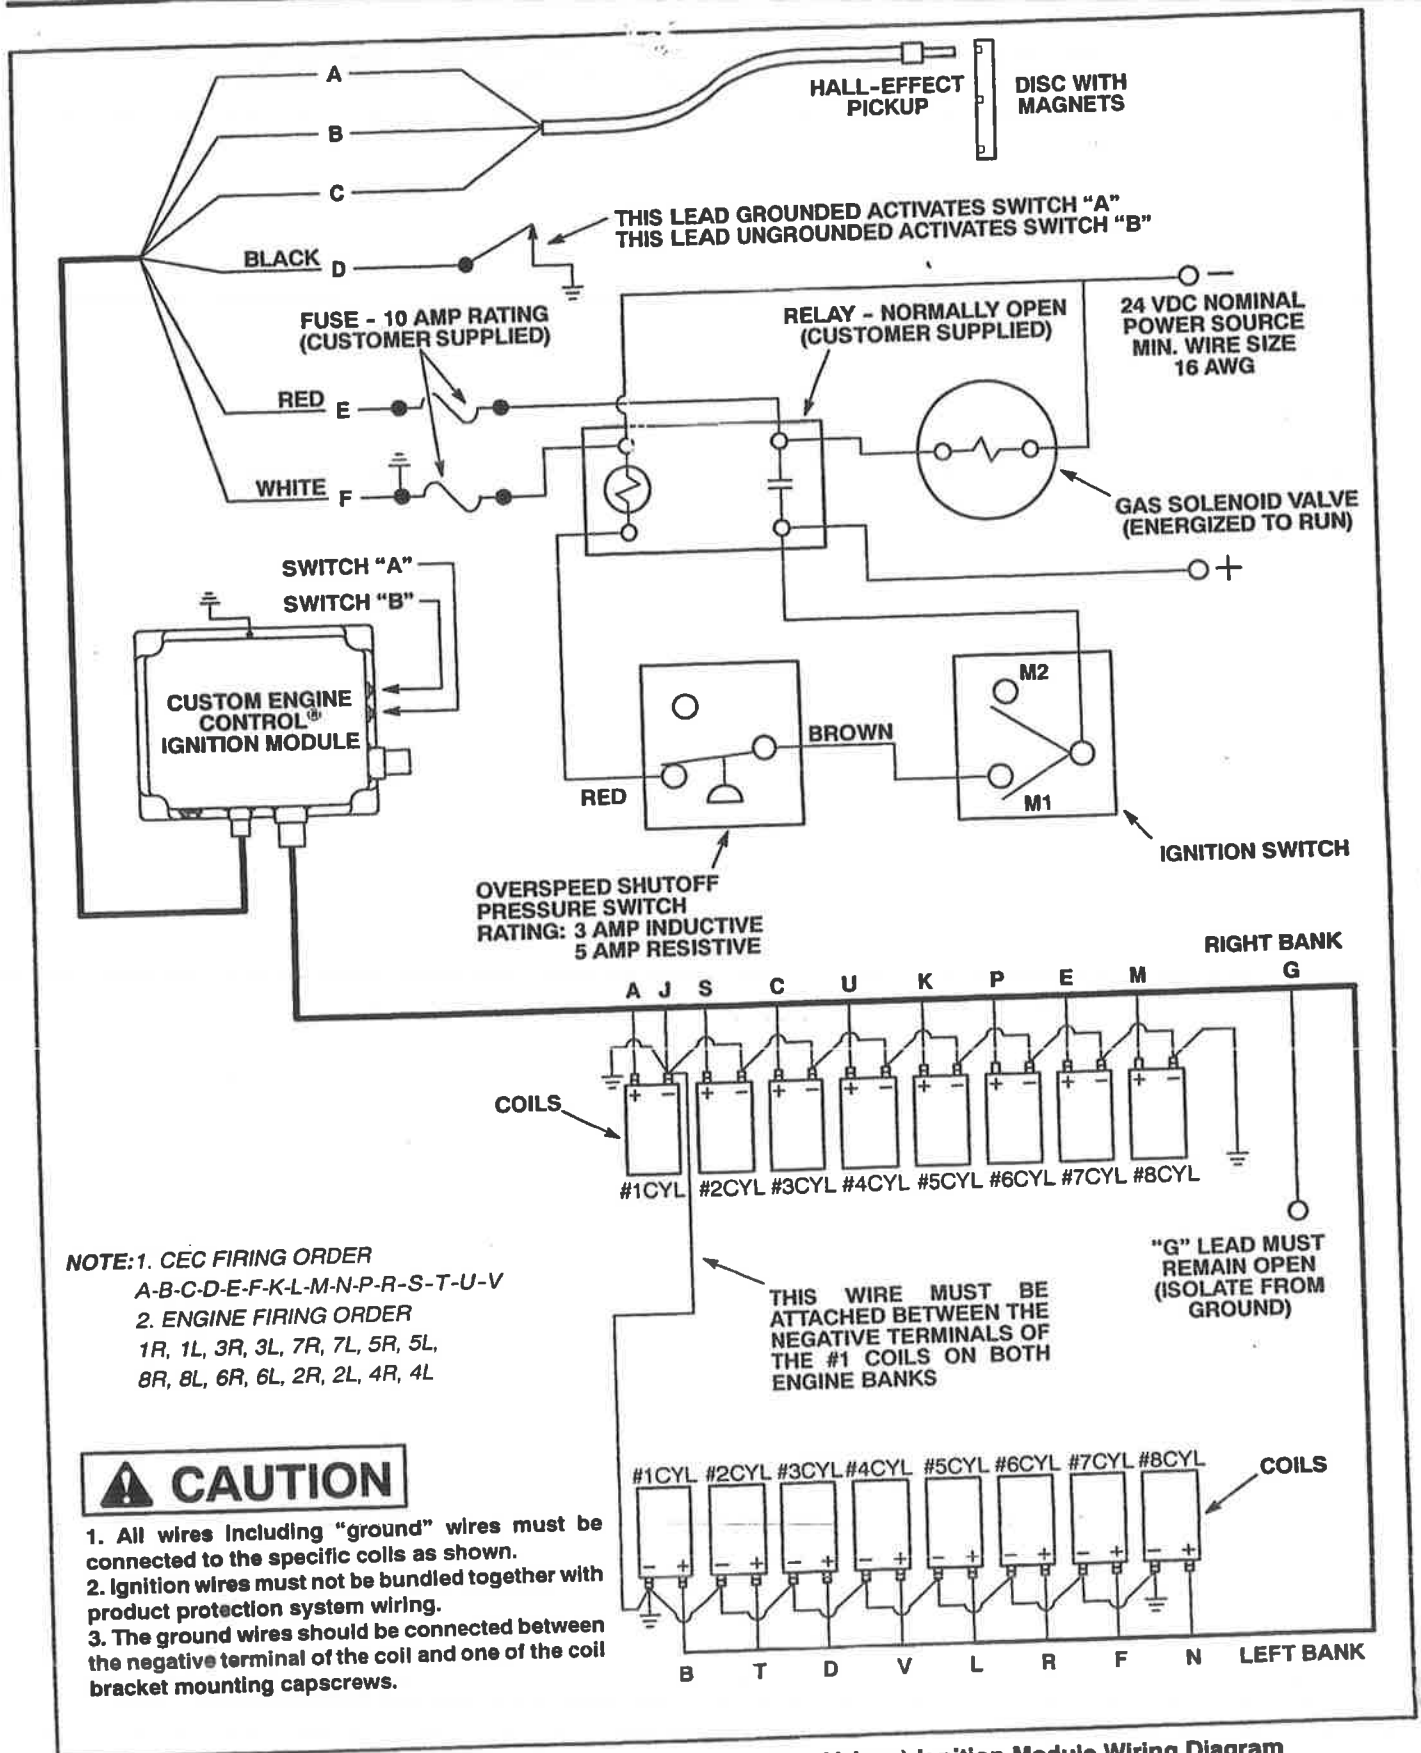 A
B
C
HALL-EFFECT
PICKUP
DISC WITH
MAGNETS
THIS LEAD GROUNDED ACTIVATES SWITCH “A”
THIS LEAD UNGROUNDED ACTIVATES SWITCH “B”
BLACK D
FUSE - 10 AMP RATING
(CUSTOMER SUPPLIED)
RELAY - NORMALLY OPEN
(CUSTOMER SUPPLIED)
−
24 VDC NOMINAL
POWER SOURCE
MIN. WIRE SIZE
16 AWG
RED E
WHITE F
GAS SOLENOID VALVE
(ENERGIZED TO RUN)
+
SWITCH “A”
SWITCH “B”
CUSTOM ENGINE
CONTROL®
IGNITION MODULE
M2
BROWN
RED
M1
IGNITION SWITCH
OVERSPEED SHUTOFF
PRESSURE SWITCH
RATING: 3 AMP INDUCTIVE
5 AMP RESISTIVE
RIGHT BANK
A J S C U K P E M G
+ − + − + − + − + − + − + − + −
COILS
#1CYL #2CYL #3CYL #4CYL #5CYL #6CYL #7CYL #8CYL
“G” LEAD MUST
REMAIN OPEN
(ISOLATE FROM
GROUND)
NOTE: 1. CEC FIRING ORDER
A-B-C-D-E-F-K-L-M-N-P-R-S-T-U-V
2. ENGINE FIRING ORDER
1R, 1L, 3R, 3L, 7R, 7L, 5R, 5L,
8R, 8L, 6R, 6L, 2R, 2L, 4R, 4L
THIS WIRE MUST BE
ATTACHED BETWEEN THE
NEGATIVE TERMINALS OF
THE #1 COILS ON BOTH
ENGINE BANKS
CAUTION
1. All wires including “ground” wires must be
connected to the specific coils as shown.
2. Ignition wires must not be bundled together with
product protection system wiring.
3. The ground wires should be connected between
the negative terminal of the coil and one of the coil
bracket mounting capscrews.
#1CYL #2CYL #3CYL #4CYL #5CYL #6CYL #7CYL #8CYL
COILS
− + − + − + − + − + − + − + − +
B T D V L R F N
LEFT BANK
Ignition Module Wiring Diagram